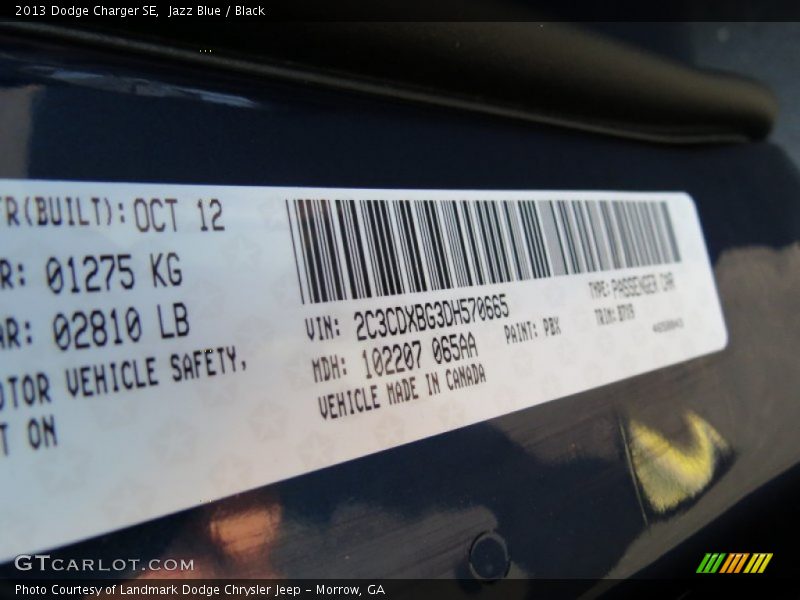 2013 Dodge Charger SE, Jazz Blue / Black
FR(BUILT): OCT 12
R: 01275 KG
AR: 02810 LB
OTOR VEHICLE SAFETY,
T ON
VIN: 2C3CDXBG3DH570665
TYPE: PASSENGER CAR
MDH: 102207 065AA
PAINT: PBX
TRIM:
VEHICLE MADE IN CANADA
GTCARLOT.COM
Photo Courtesy of Landmark Dodge Chrysler Jeep - Morrow, GA